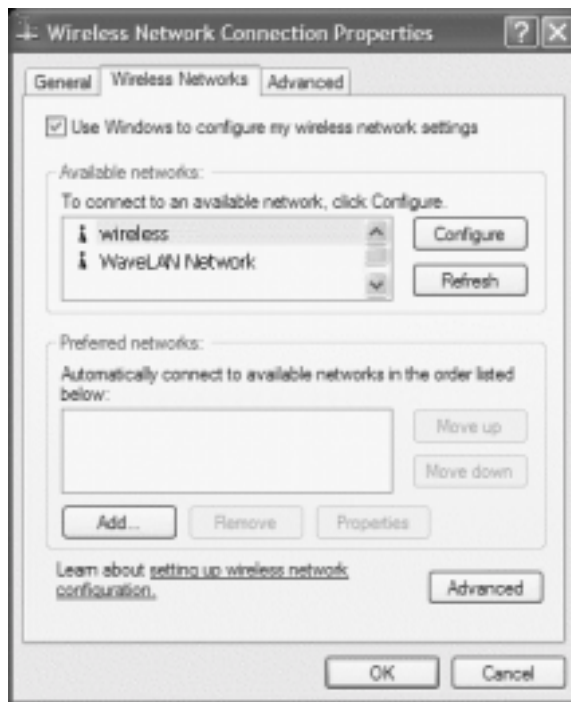 Wireless Network Connection Properties
General
Wireless Networks
Advanced
Use Windows to configure my wireless network settings
Available networks:
To connect to an available network, click Configure.
wireless
WaveLAN Network
Configure
Refresh
Preferred networks:
Automatically connect to available networks in the order listed
below:
Move up
Move down
Add...
Remove
Properties
Learn about setting up wireless network
configuration.
Advanced
OK
Cancel